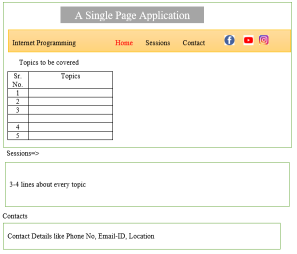 A Single Page Application
Internet Programming Home Sessions Contact
Topics to be covered
Sr. No. Topics
1
2
3
4
5
Sessions=>
3-4 lines about every topic
Contacts
Contact Details like Phone No, Email-ID, Location